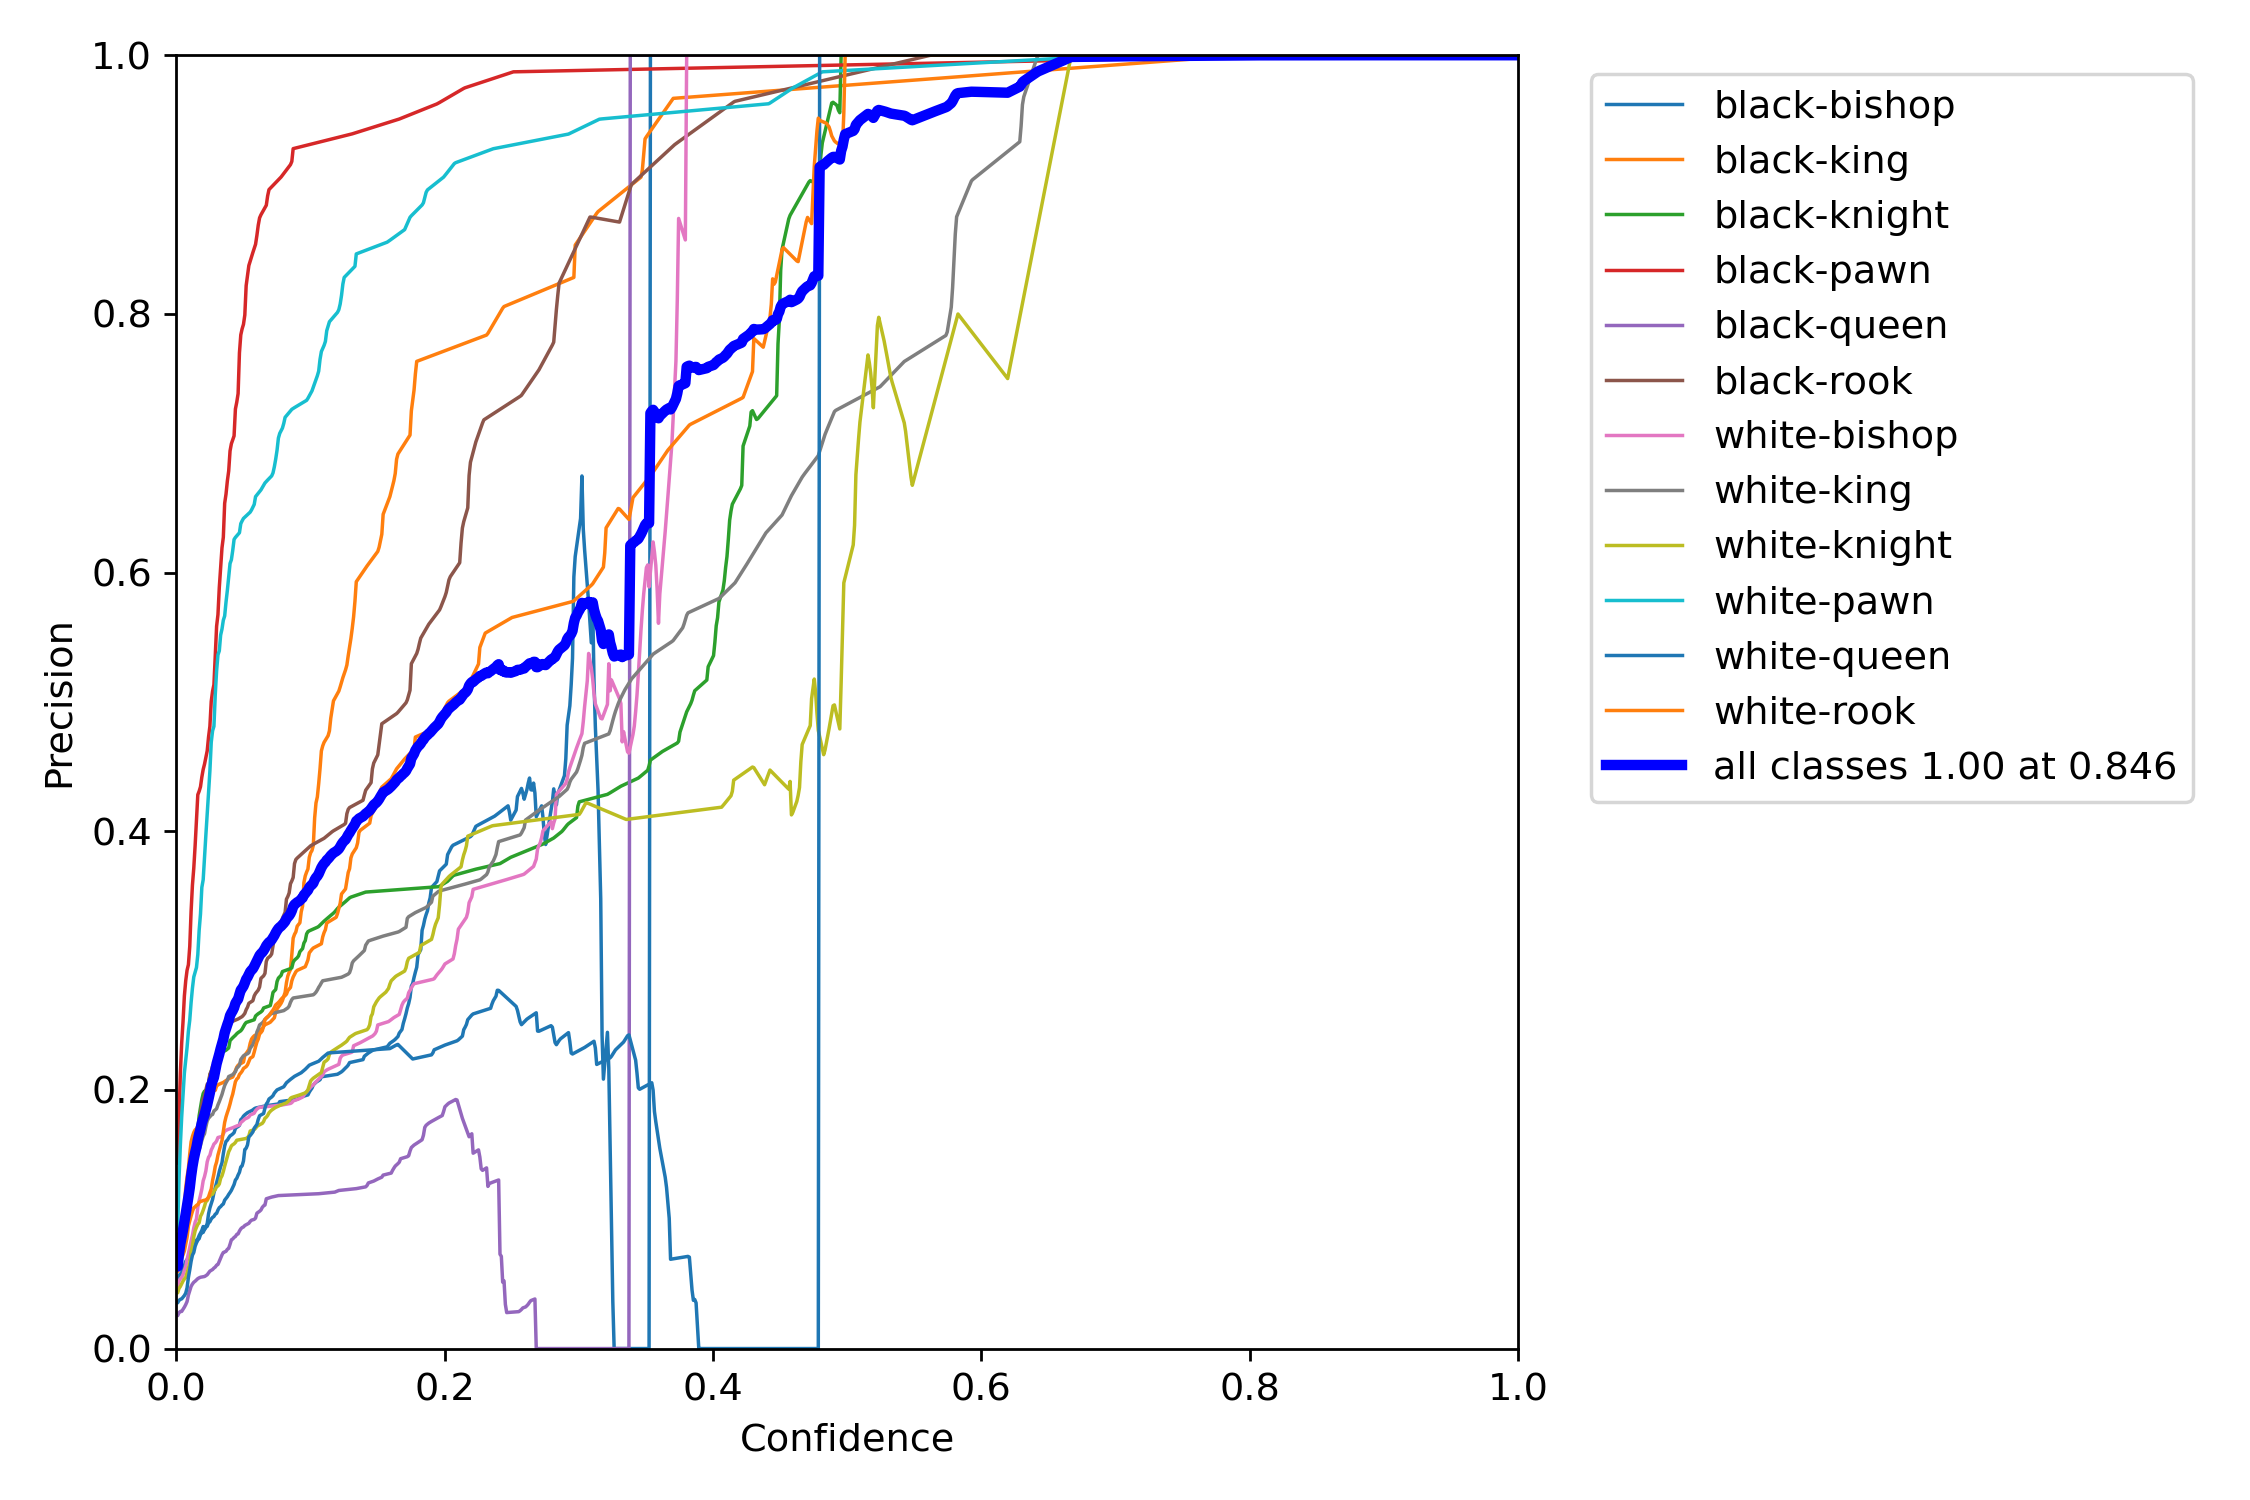 1.0
0.8
0.6
0.4
0.2
0.0
Precision
0.0 0.2 0.4 0.6 0.8 1.0
Confidence
black-bishop
black-king
black-knight
black-pawn
black-queen
black-rook
white-bishop
white-king
white-knight
white-pawn
white-queen
white-rook
all classes 1.00 at 0.846